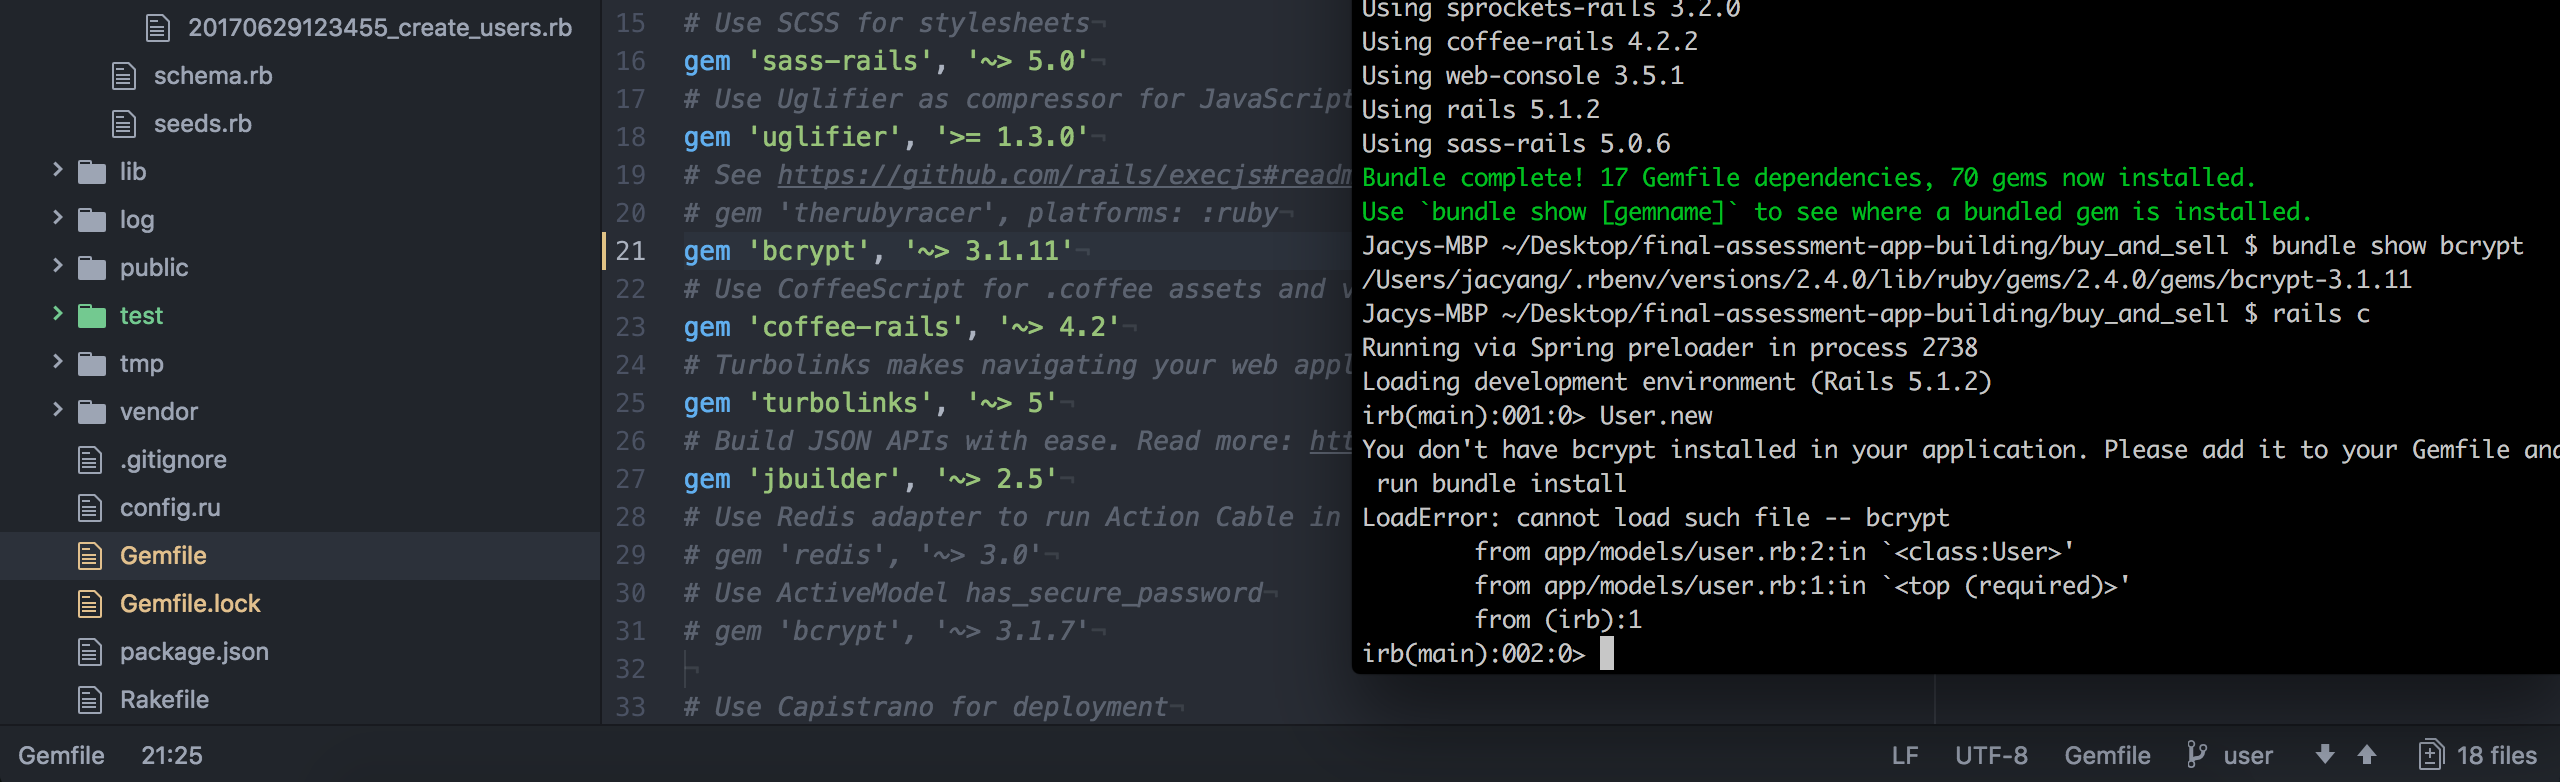 20170629123455_create_users.rb
schema.rb
seeds.rb
lib
log
public
test
tmp
vendor
.gitignore
config.ru
Gemfile
Gemfile.lock
package.json
Rakefile
15 # Use SCSS for stylesheets¬
16 gem 'sass-rails', '~> 5.0'¬
17 # Use Uglifier as compressor for JavaScript
18 gem 'uglifier', '>= 1.3.0'¬
19 # See https://github.com/rails/execjs#readm
20 # gem 'therubyracer', platforms: :ruby¬
21 gem 'bcrypt', '~> 3.1.11'¬
22 # Use CoffeeScript for .coffee assets and v
23 gem 'coffee-rails', '~> 4.2'¬
24 # Turbolinks makes navigating your web appl
25 gem 'turbolinks', '~> 5'¬
26 # Build JSON APIs with ease. Read more: htt
27 gem 'jbuilder', '~> 2.5'¬
28 # Use Redis adapter to run Action Cable in
29 # gem 'redis', '~> 3.0'¬
30 # Use ActiveModel has_secure_password¬
31 # gem 'bcrypt', '~> 3.1.7'¬
32 ¬
33 # Use Capistrano for deployment¬
Using sprockets-rails 3.2.0
Using coffee-rails 4.2.2
Using web-console 3.5.1
Using rails 5.1.2
Using sass-rails 5.0.6
Bundle complete! 17 Gemfile dependencies, 70 gems now installed.
Use `bundle show [gemname]` to see where a bundled gem is installed.
Jacys-MBP ~/Desktop/final-assessment-app-building/buy_and_sell $ bundle show bcrypt
/Users/jacyang/.rbenv/versions/2.4.0/lib/ruby/gems/2.4.0/gems/bcrypt-3.1.11
Jacys-MBP ~/Desktop/final-assessment-app-building/buy_and_sell $ rails c
Running via Spring preloader in process 2738
Loading development environment (Rails 5.1.2)
irb(main):001:0> User.new
You don't have bcrypt installed in your application. Please add it to your Gemfile and
run bundle install
LoadError: cannot load such file -- bcrypt
from app/models/user.rb:2:in `<class:User>'
from app/models/user.rb:1:in `<top (required)>'
from (irb):1
irb(main):002:0>
Gemfile 21:25 LF UTF-8 Gemfile user 18 files